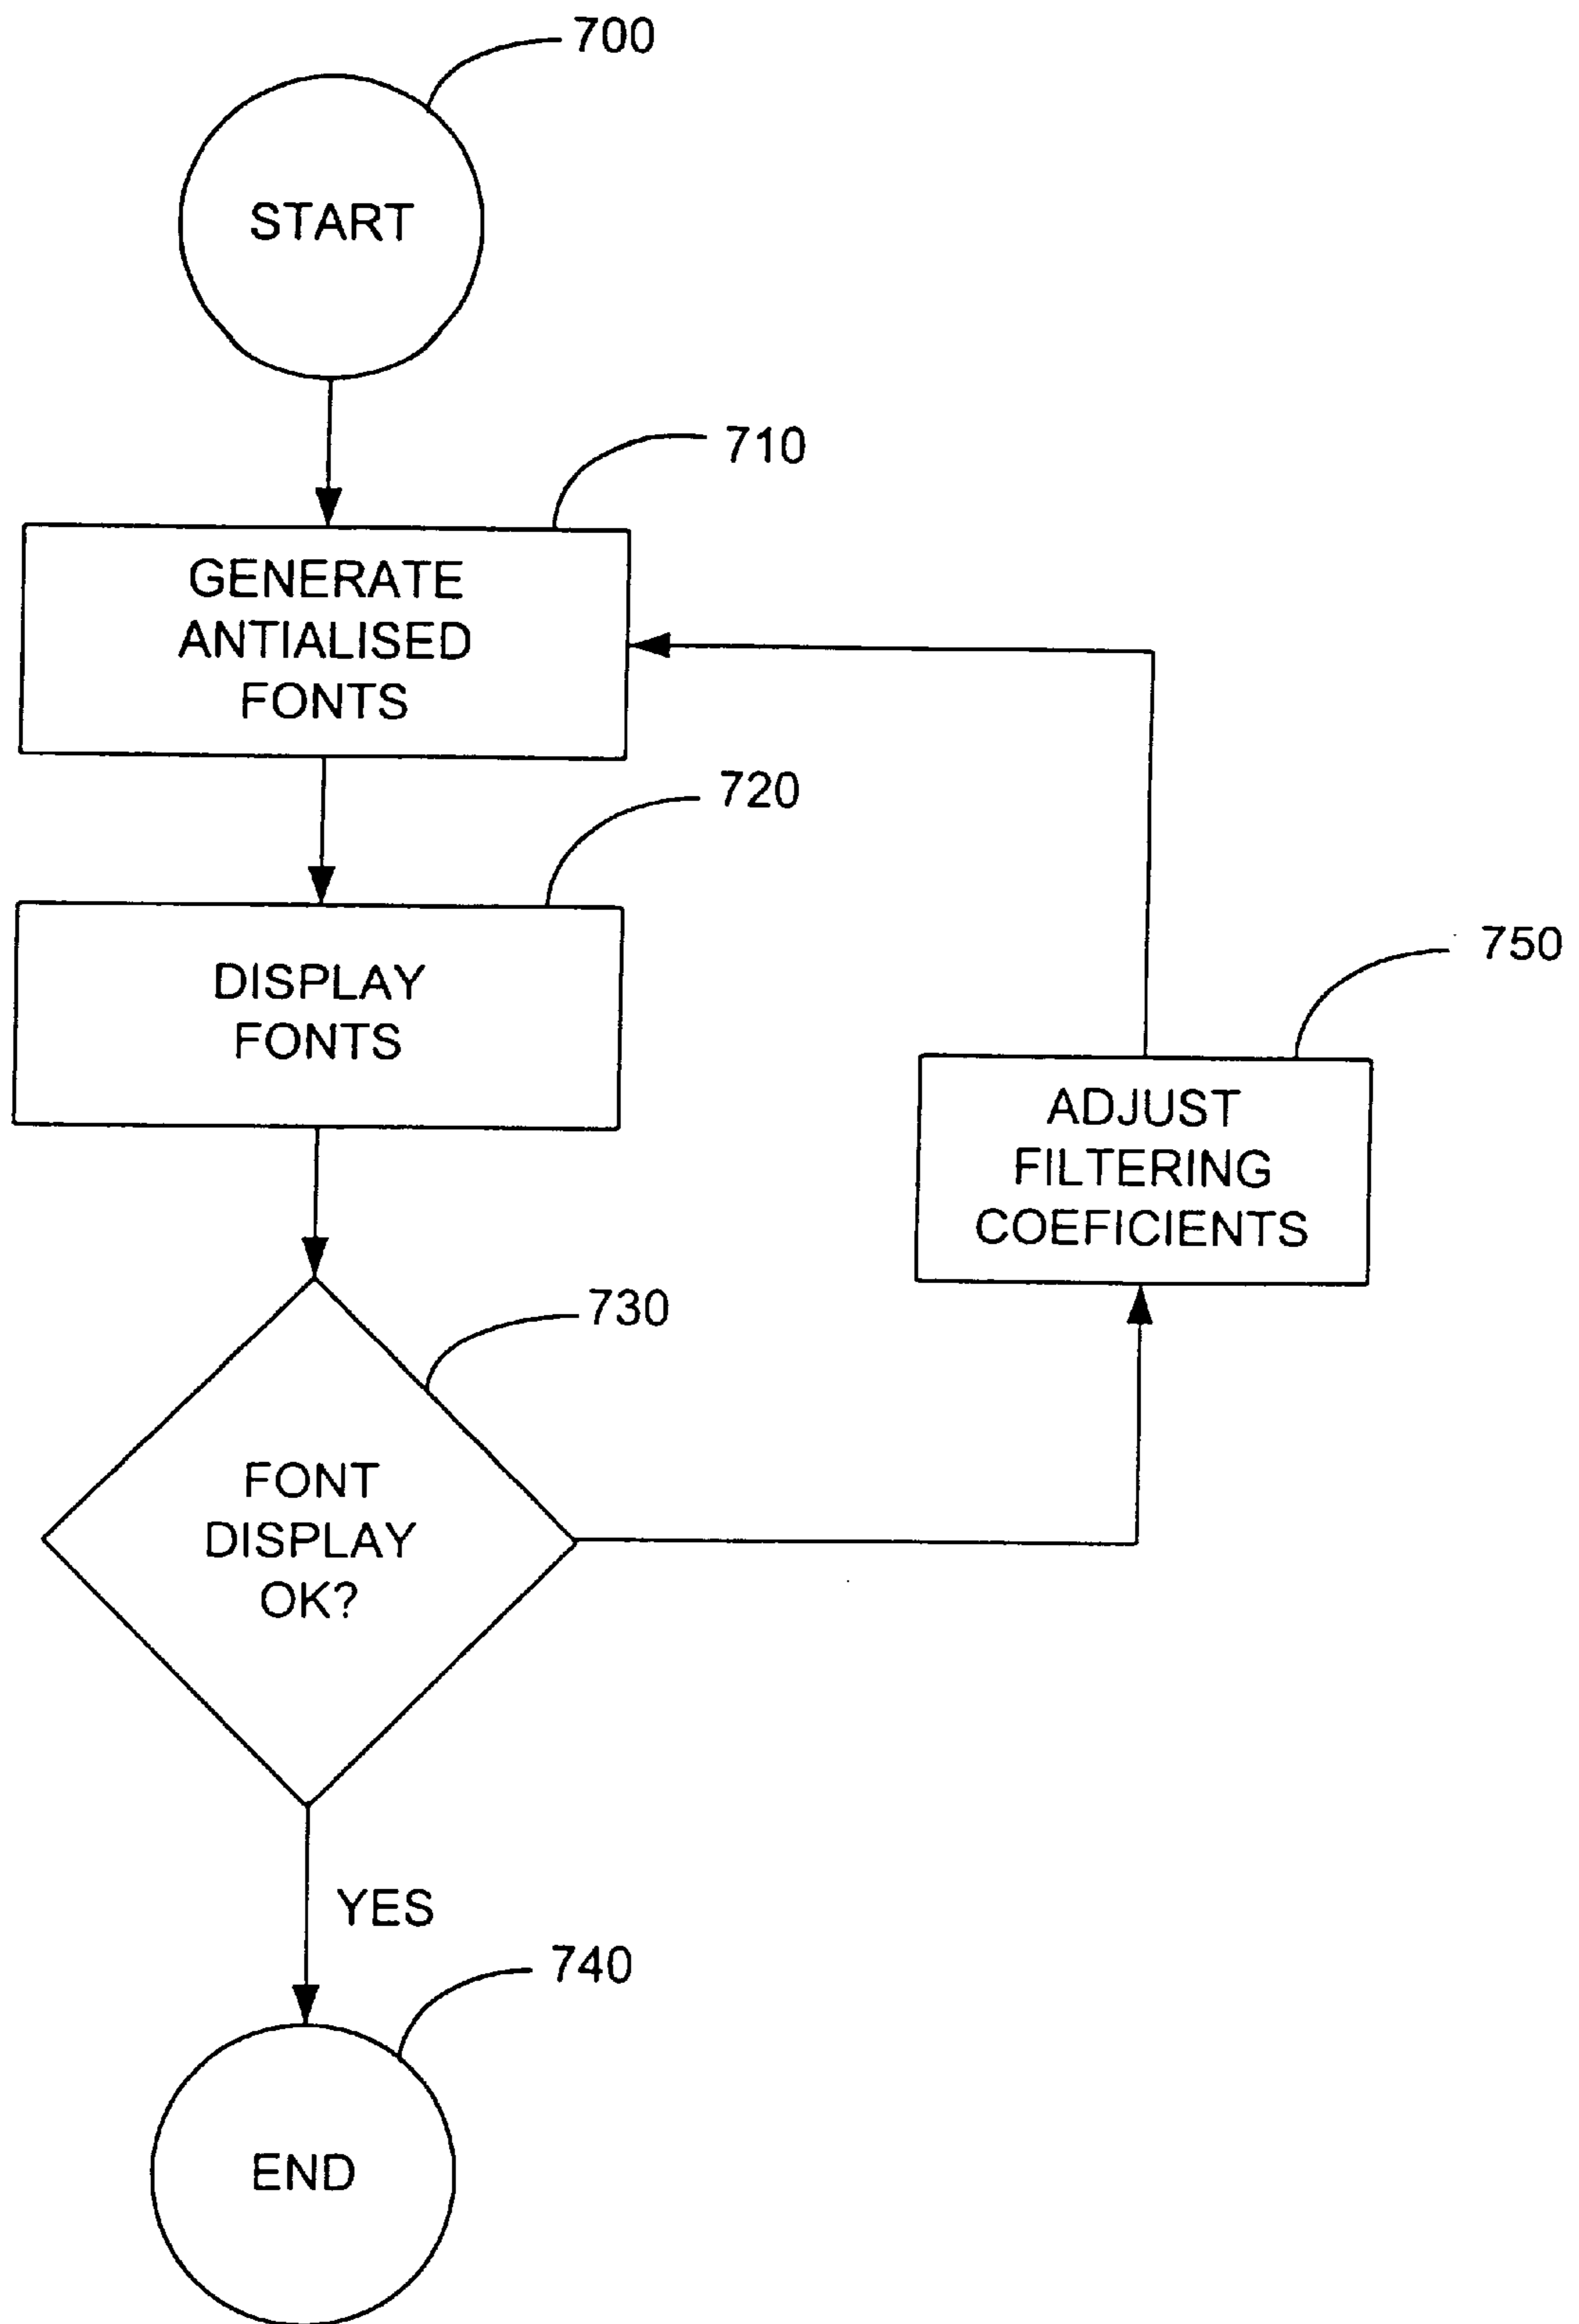 700
START
710
GENERATE
ANTIALISED
FONTS
720
DISPLAY
FONTS
750
ADJUST
FILTERING
COEFICIENTS
730
FONT
DISPLAY
OK?
YES
740
END